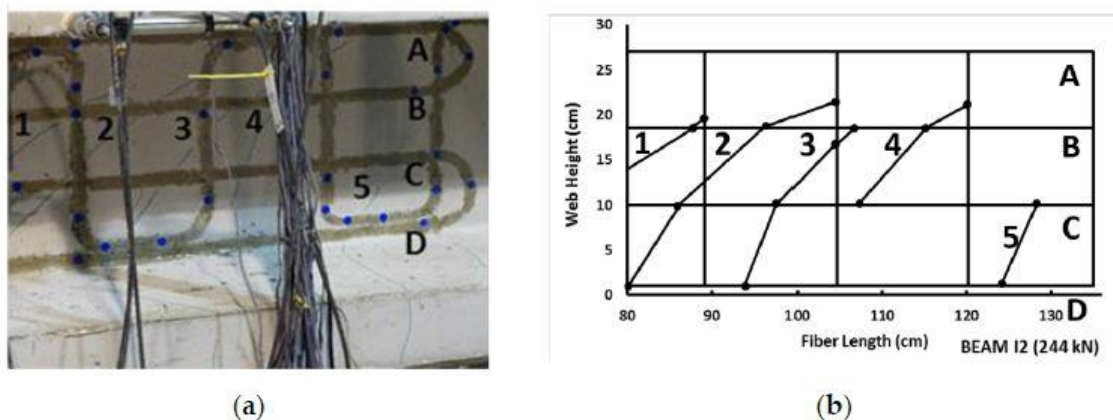 A
B
1 2 3 4
C
5
D
30
25
20
15
10
5
0
Web Height (cm)
A
1 2 3 4
B
5
C
D
80 90 100 110 120 130
Fiber Length (cm)
BEAM I2 (244 kN)
(a)
(b)